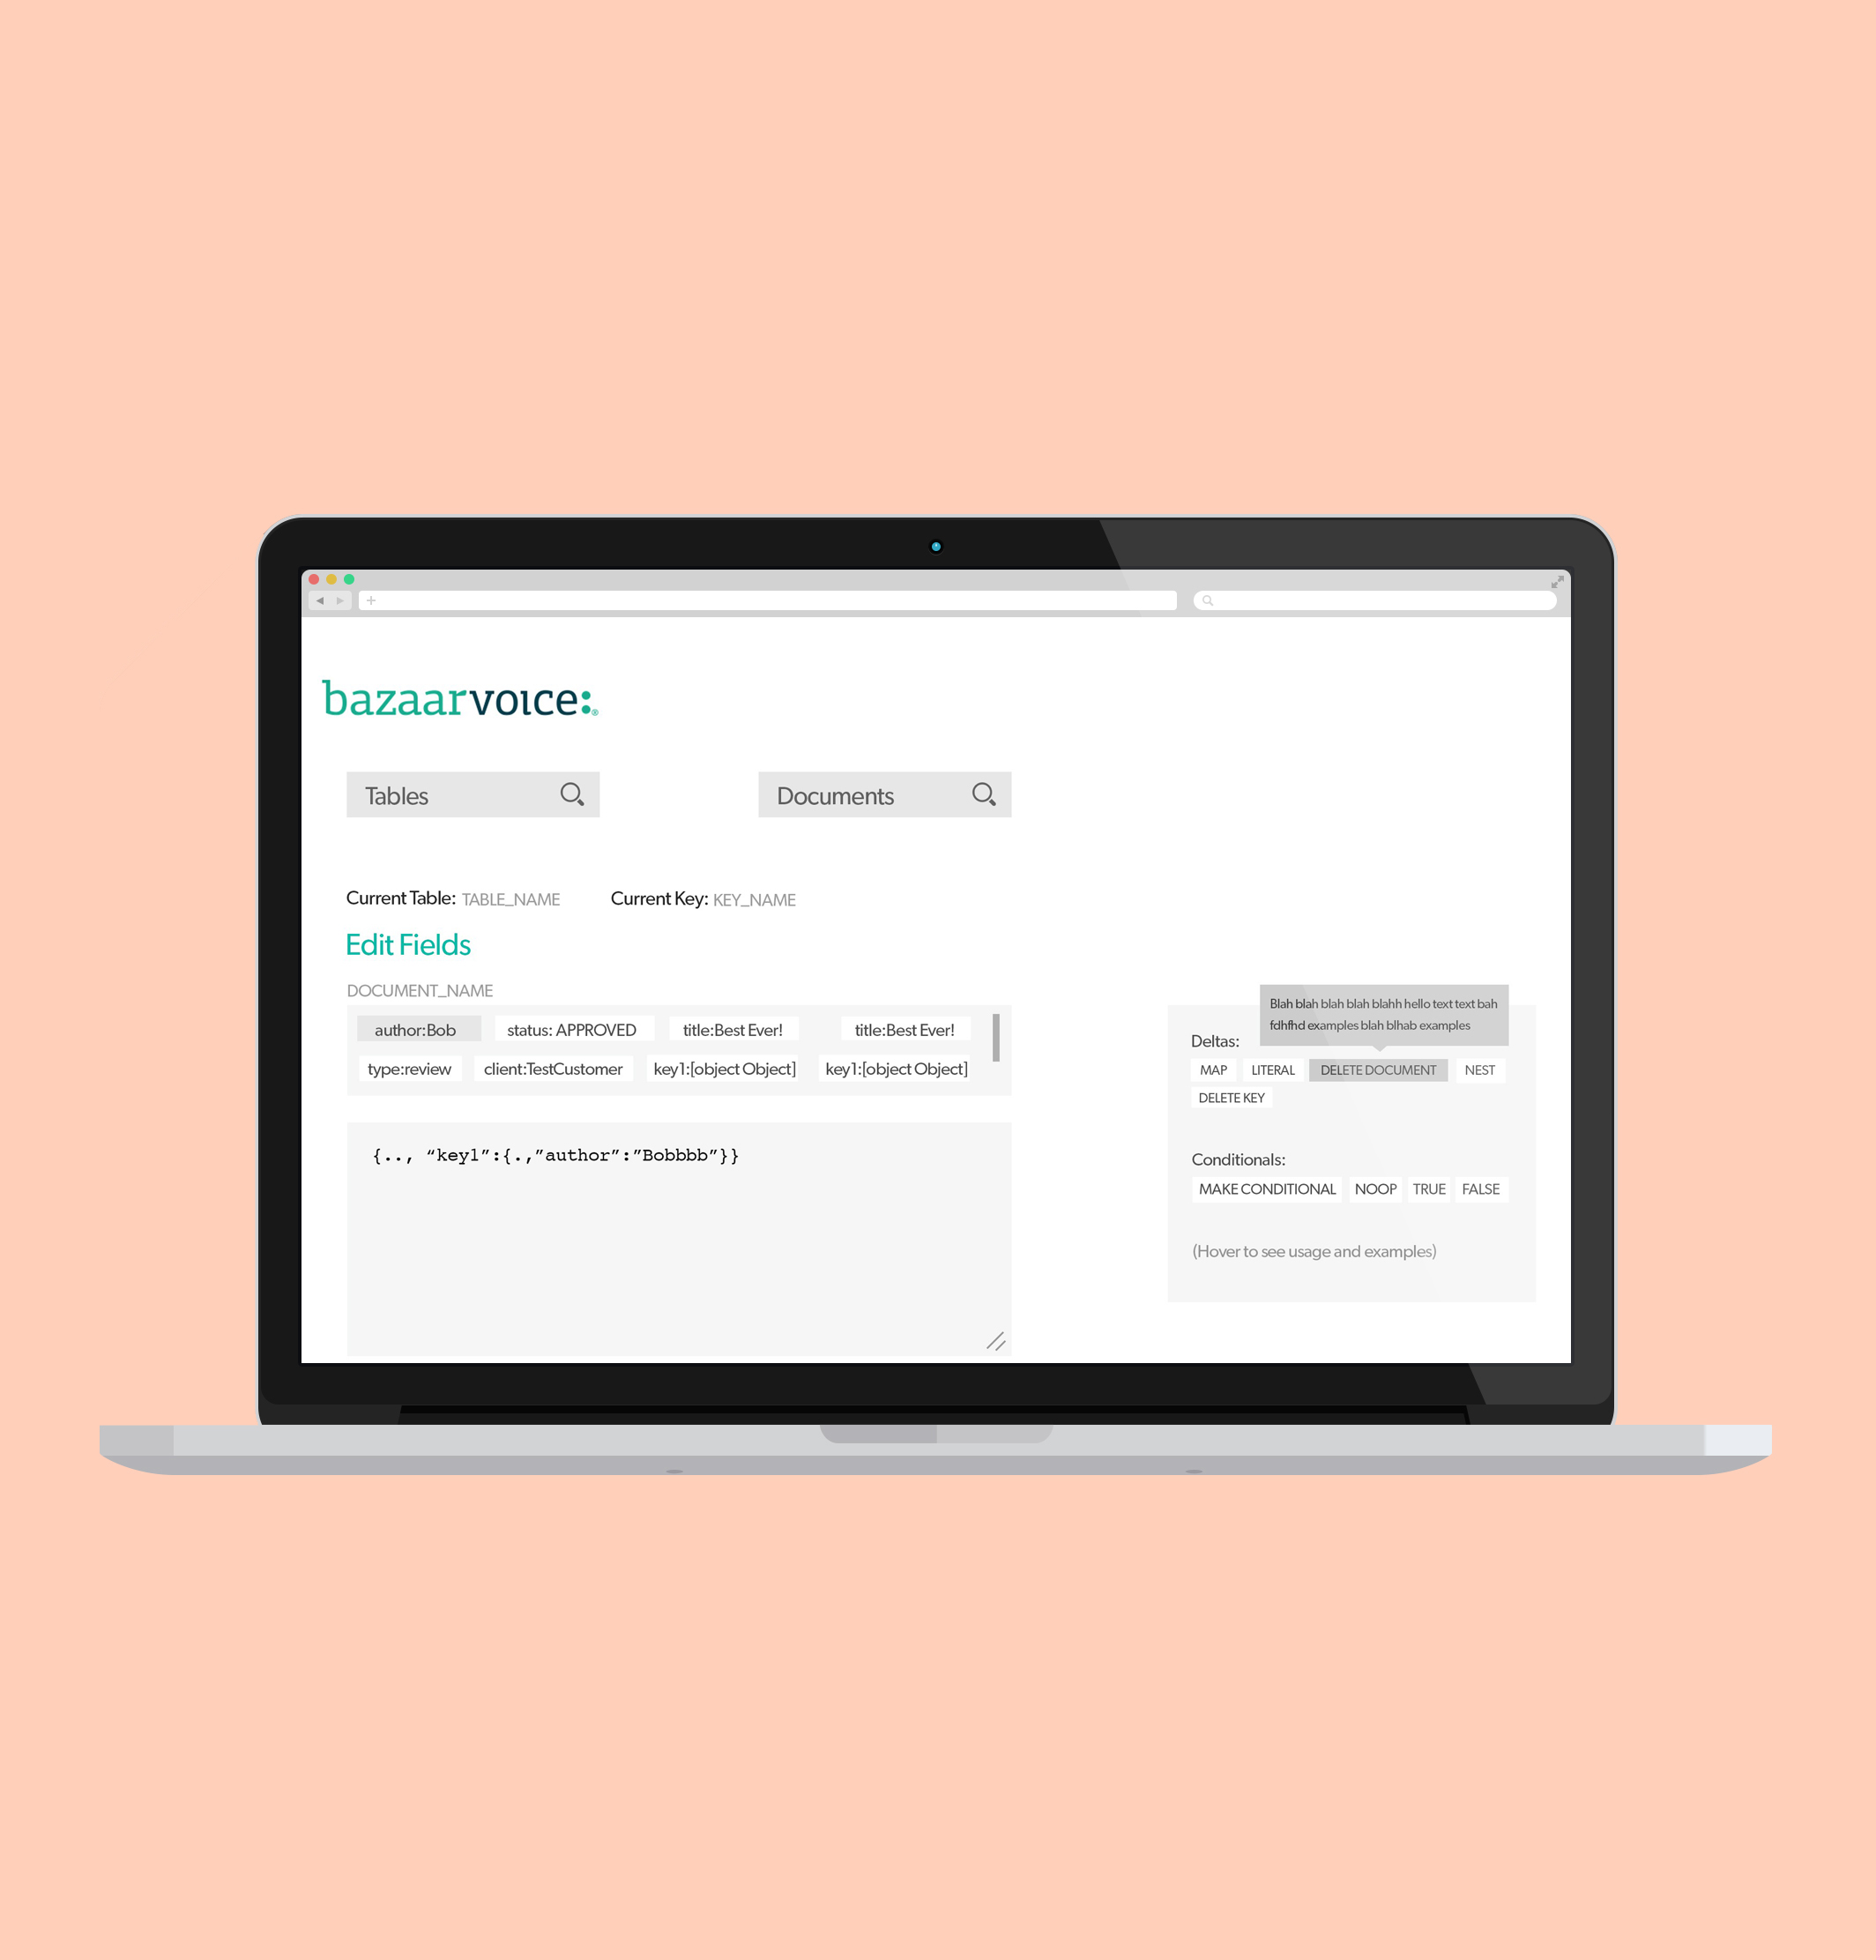 bazaarvoice:®
Tables
Documents
Current Table: TABLE_NAME
Current Key: KEY_NAME
Edit Fields
DOCUMENT_NAME
author:Bob
status: APPROVED
title:Best Ever!
title:Best Ever!
type:review
client:TestCustomer
key1:[object Object]
key1:[object Object]
{.., “key1”:{.,”author”:”Bobbbb”}}
Blah blah blah blah blahh hello text text bah
fdhfhd examples blah blhab examples
Deltas:
MAP
LITERAL
DELETE DOCUMENT
NEST
DELETE KEY
Conditionals:
MAKE CONDITIONAL
NOOP
TRUE
FALSE
(Hover to see usage and examples)